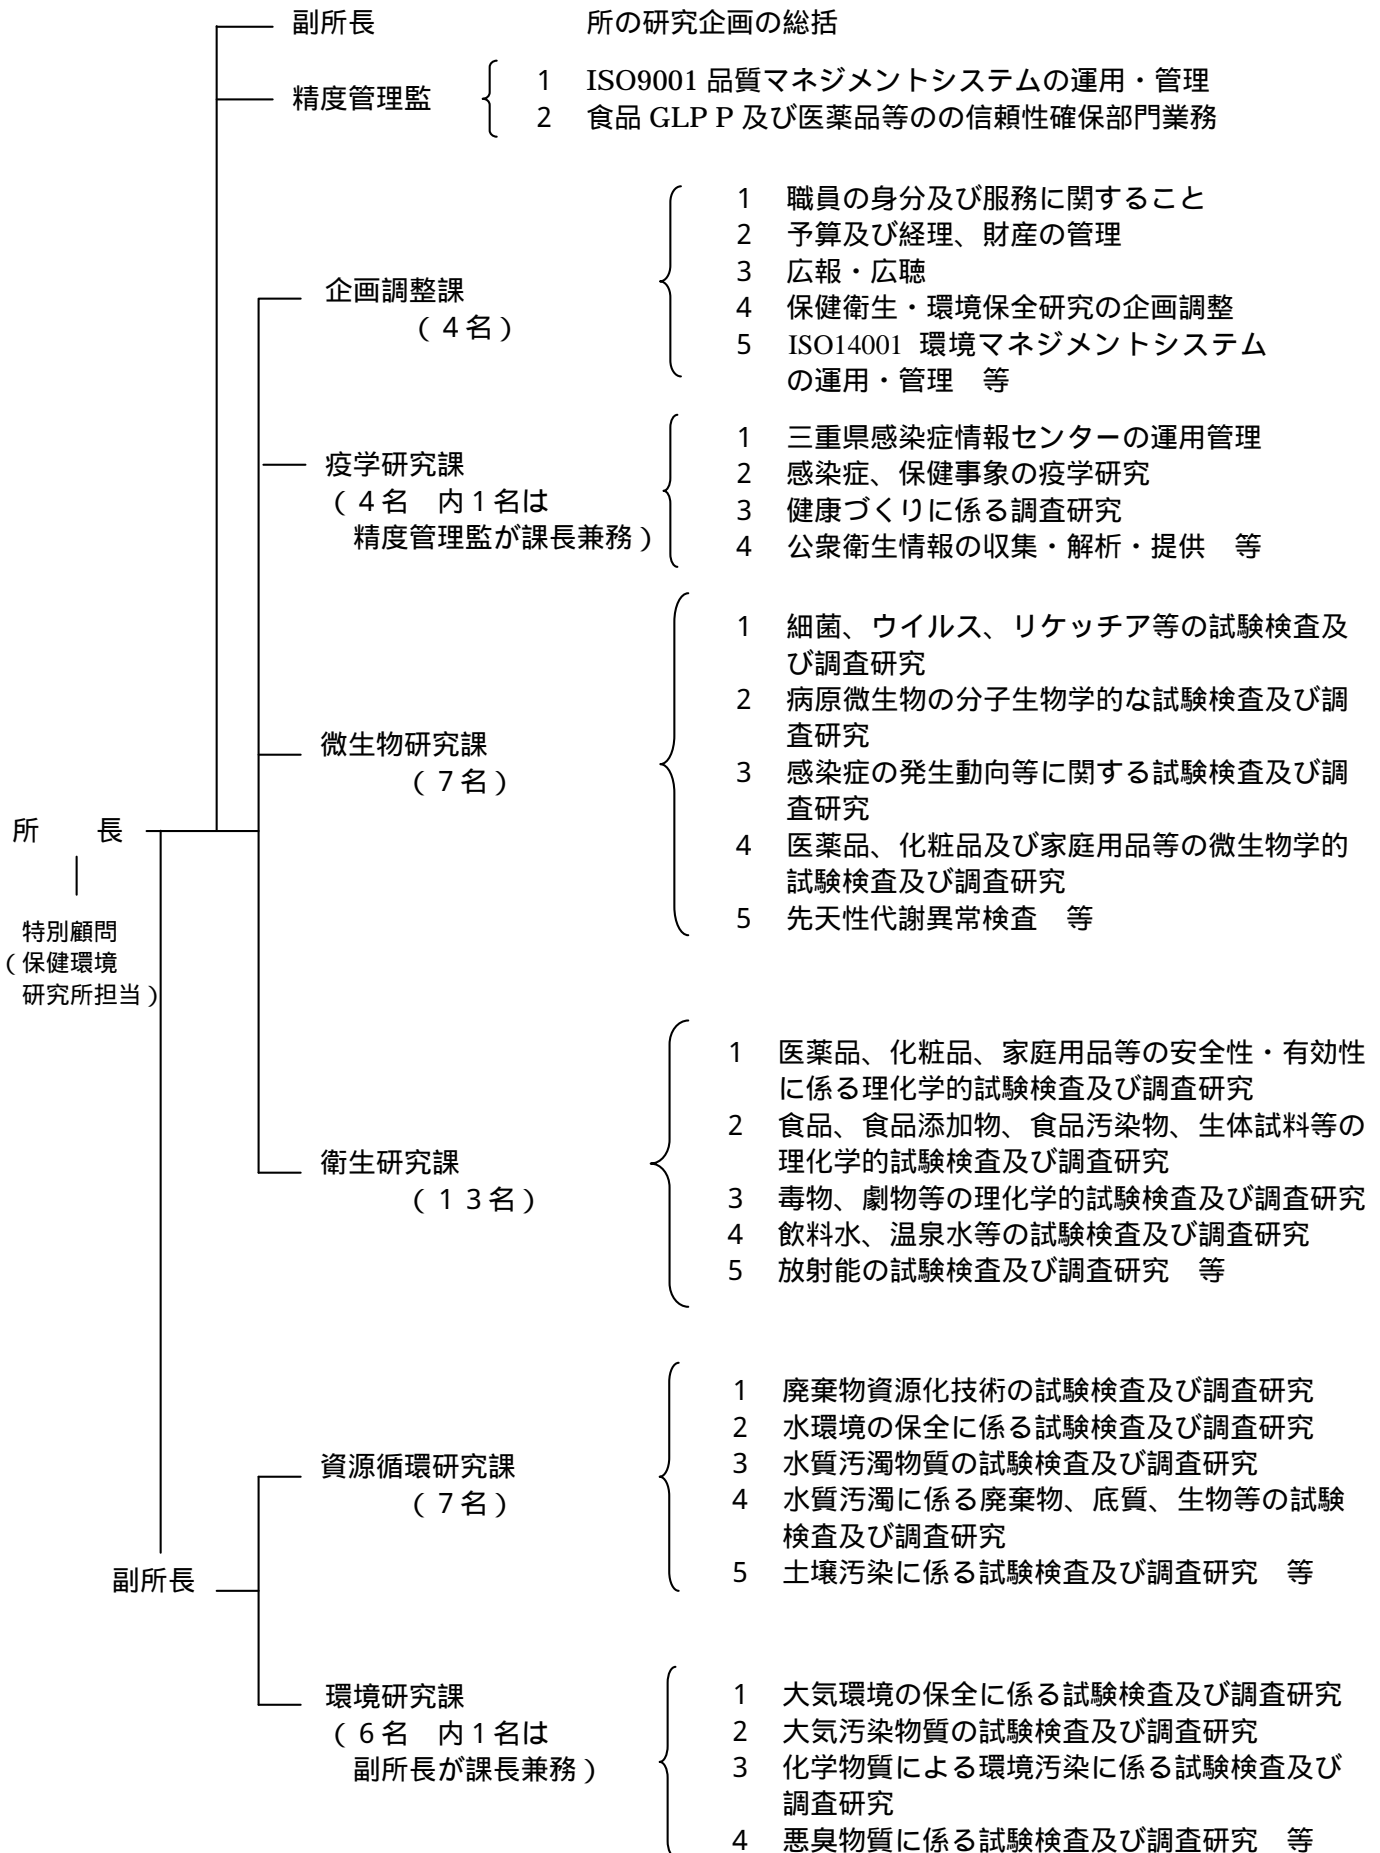 副所長　所の研究企画の総括
精度管理監
1 ISO9001 品質マネジメントシステムの運用・管理
2 食品 GLP P 及び医薬品等のの信頼性確保部門業務
企画調整課
(4名)
1 職員の身分及び服務に関すること
2 予算及び経理、財産の管理
3 広報・広聴
4 保健衛生・環境保全研究の企画調整
5 ISO14001 環境マネジメントシステム
の運用・管理　等
疫学研究課
(4名　内1名は
精度管理監が課長兼務)
1 三重県感染症情報センターの運用管理
2 感染症、保健事象の疫学研究
3 健康づくりに係る調査研究
4 公衆衛生情報の収集・解析・提供　等
微生物研究課
(7名)
1 細菌、ウイルス、リケッチア等の試験検査及
び調査研究
2 病原微生物の分子生物学的な試験検査及び調
査研究
3 感染症の発生動向等に関する試験検査及び調
査研究
4 医薬品、化粧品及び家庭用品等の微生物学的
試験検査及び調査研究
5 先天性代謝異常検査　等
所　長
特別顧問
(保健環境
研究所担当)
衛生研究課
(13名)
1 医薬品、化粧品、家庭用品等の安全性・有効性
に係る理化学的試験検査及び調査研究
2 食品、食品添加物、食品汚染物、生体試料等の
理化学的試験検査及び調査研究
3 毒物、劇物等の理化学的試験検査及び調査研究
4 飲料水、温泉水等の試験検査及び調査研究
5 放射能の試験検査及び調査研究　等
副所長
資源循環研究課
(7名)
1 廃棄物資源化技術の試験検査及び調査研究
2 水環境の保全に係る試験検査及び調査研究
3 水質汚濁物質の試験検査及び調査研究
4 水質汚濁に係る廃棄物、底質、生物等の試験
検査及び調査研究
5 土壌汚染に係る試験検査及び調査研究　等
環境研究課
(6名　内1名は
副所長が課長兼務)
1 大気環境の保全に係る試験検査及び調査研究
2 大気汚染物質の試験検査及び調査研究
3 化学物質による環境汚染に係る試験検査及び
調査研究
4 悪臭物質に係る試験検査及び調査研究　等